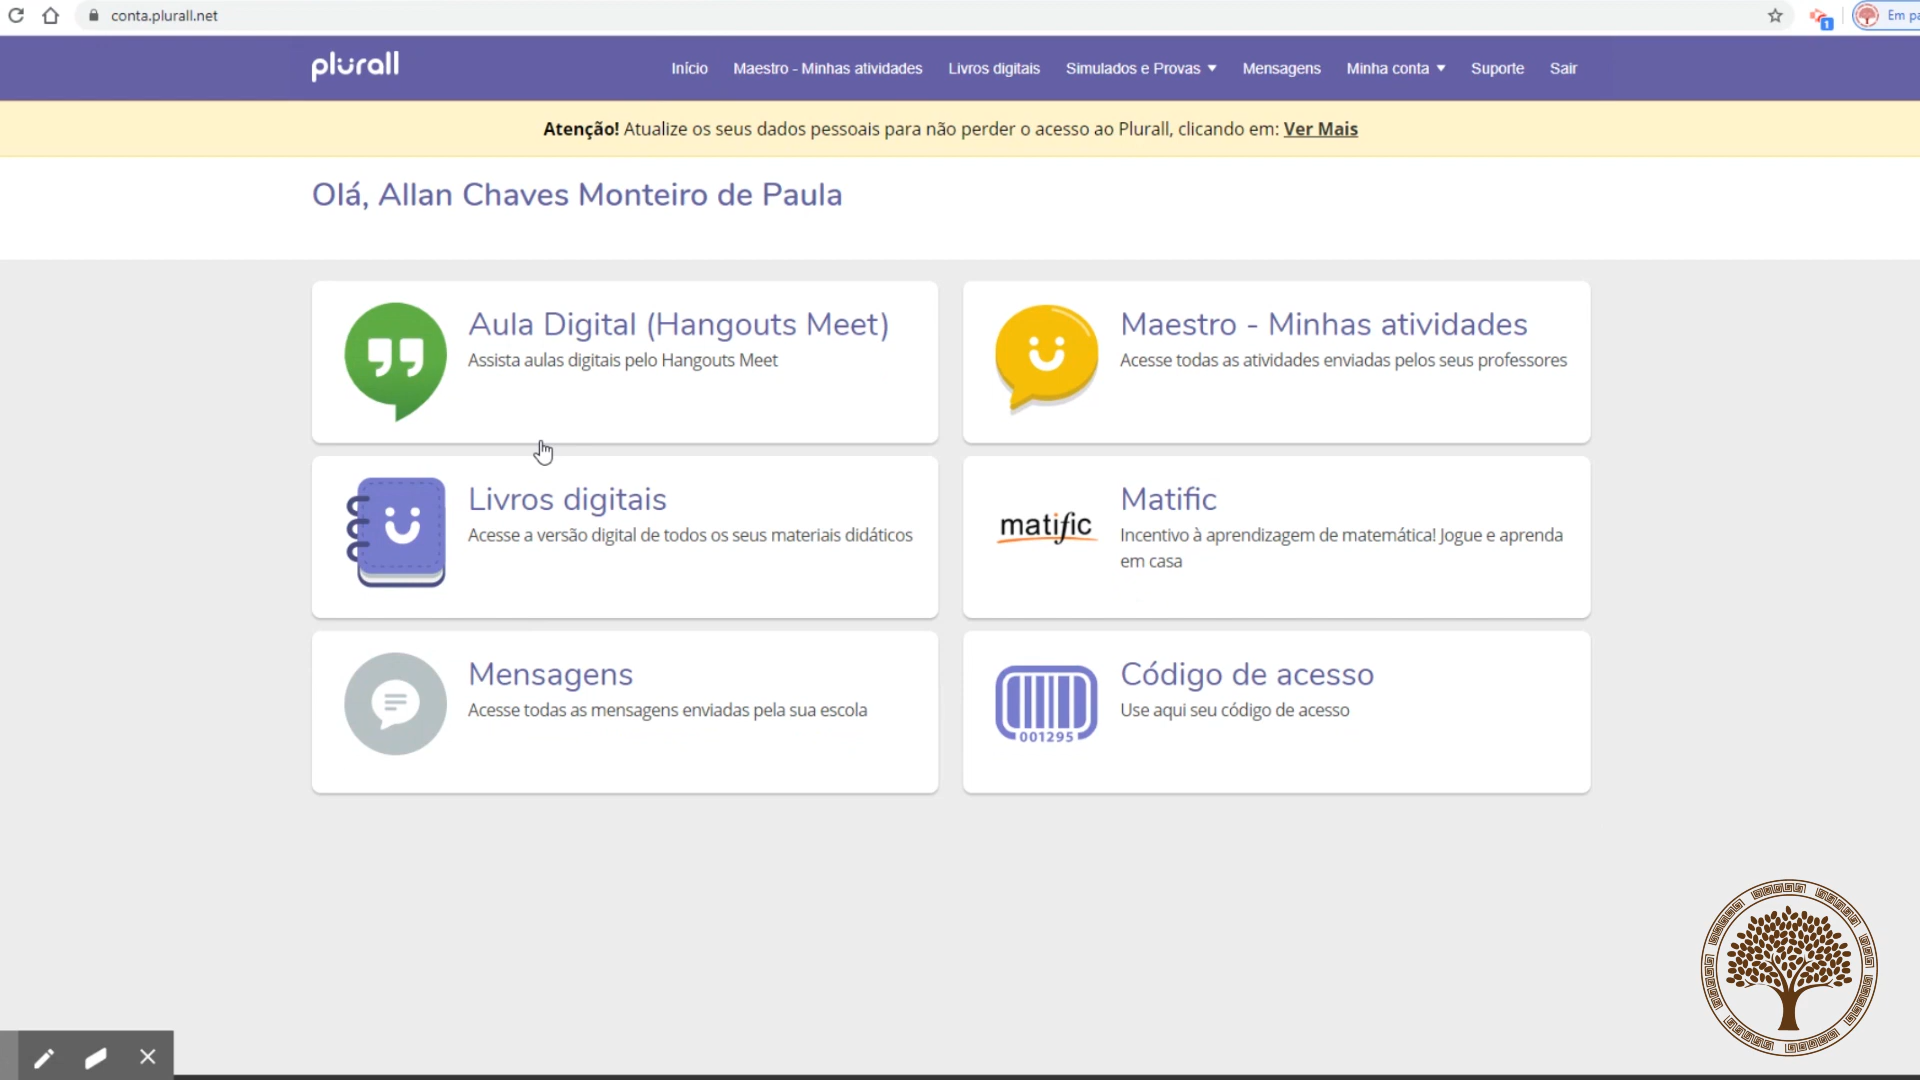 conta.plurall.net
1
plurall
Início Maestro - Minhas atividades Livros digitais Simulados e Provas Mensagens Minha conta Suporte Sair
Atenção! Atualize os seus dados pessoais para não perder o acesso ao Plurall, clicando em: Ver Mais
Olá, Allan Chaves Monteiro de Paula
Aula Digital (Hangouts Meet)
Assista aulas digitais pelo Hangouts Meet
Maestro - Minhas atividades
Acesse todas as atividades enviadas pelos seus professores
Livros digitais
Acesse a versão digital de todos os seus materiais didáticos
matific
Matific
Incentivo à aprendizagem de matemática! Jogue e aprenda
em casa
Mensagens
Acesse todas as mensagens enviadas pela sua escola
001295
Código de acesso
Use aqui seu código de acesso